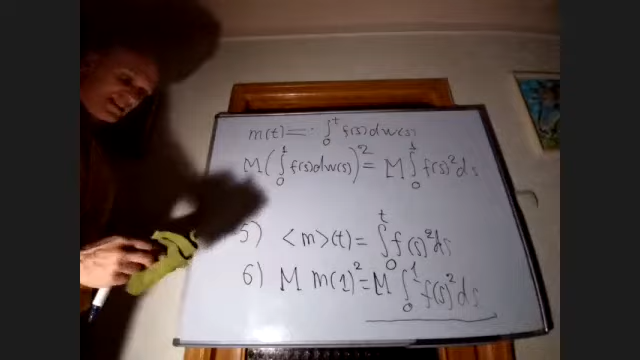 m(t) = ∫₀ᵗ f(s)dw(s)
M(∫₀¹ f(s)dw(s))² = M ∫₀¹ f(s)² ds
5) <m>(t) = ∫₀ᵗ f(s)² ds
6) M m(1)² = M ∫₀¹ f(s)² ds